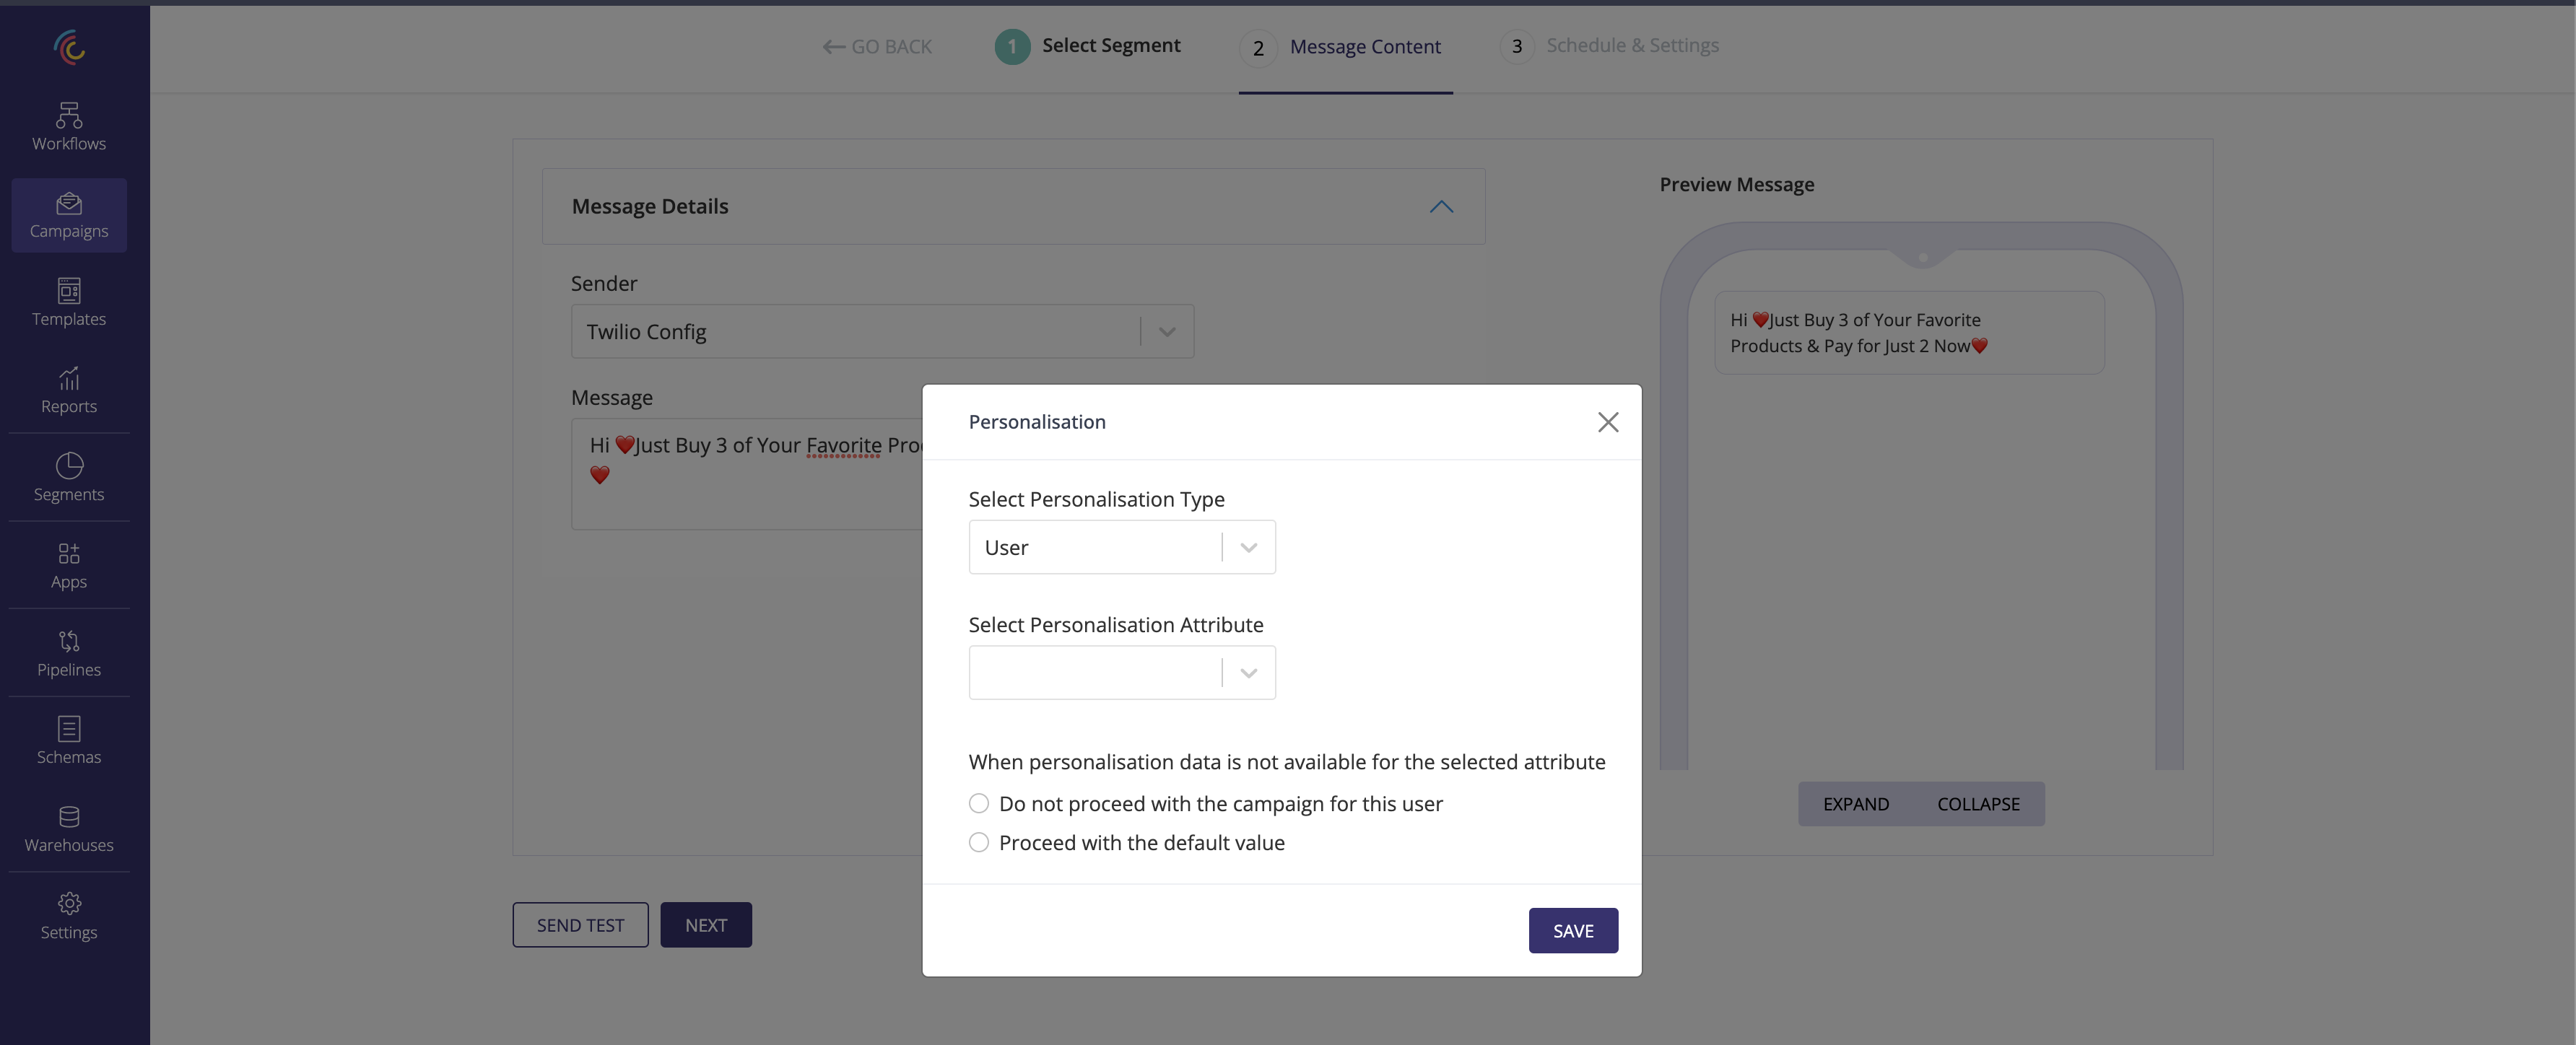 GO BACK
1 Select Segment
2 Message Content
3 Schedule & Settings
Workflows
Campaigns
Templates
Reports
Segments
Apps
Pipelines
Schemas
Warehouses
Settings
Message Details
Sender
Twilio Config
Message
Hi ❤️Just Buy 3 of Your Favorite
❤️
SEND TEST
NEXT
Preview Message
Hi ❤️Just Buy 3 of Your Favorite
Products & Pay for Just 2 Now❤️
EXPAND
COLLAPSE
Personalisation
Select Personalisation Type
User
Select Personalisation Attribute
When personalisation data is not available for the selected attribute
Do not proceed with the campaign for this user
Proceed with the default value
SAVE